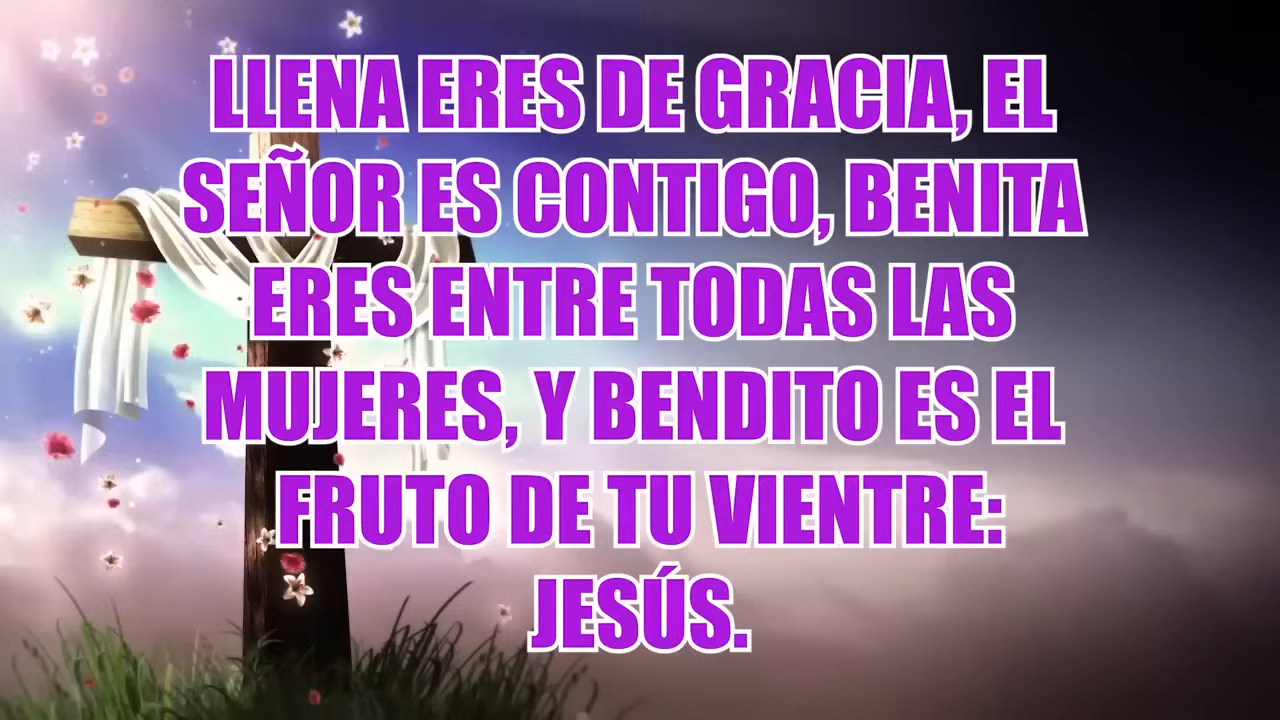 LLENA ERES DE GRACIA, EL
SEÑOR ES CONTIGO, BENITA
ERES ENTRE TODAS LAS
MUJERES, Y BENDITO ES EL
FRUTO DE TU VIENTRE:
JESÚS.